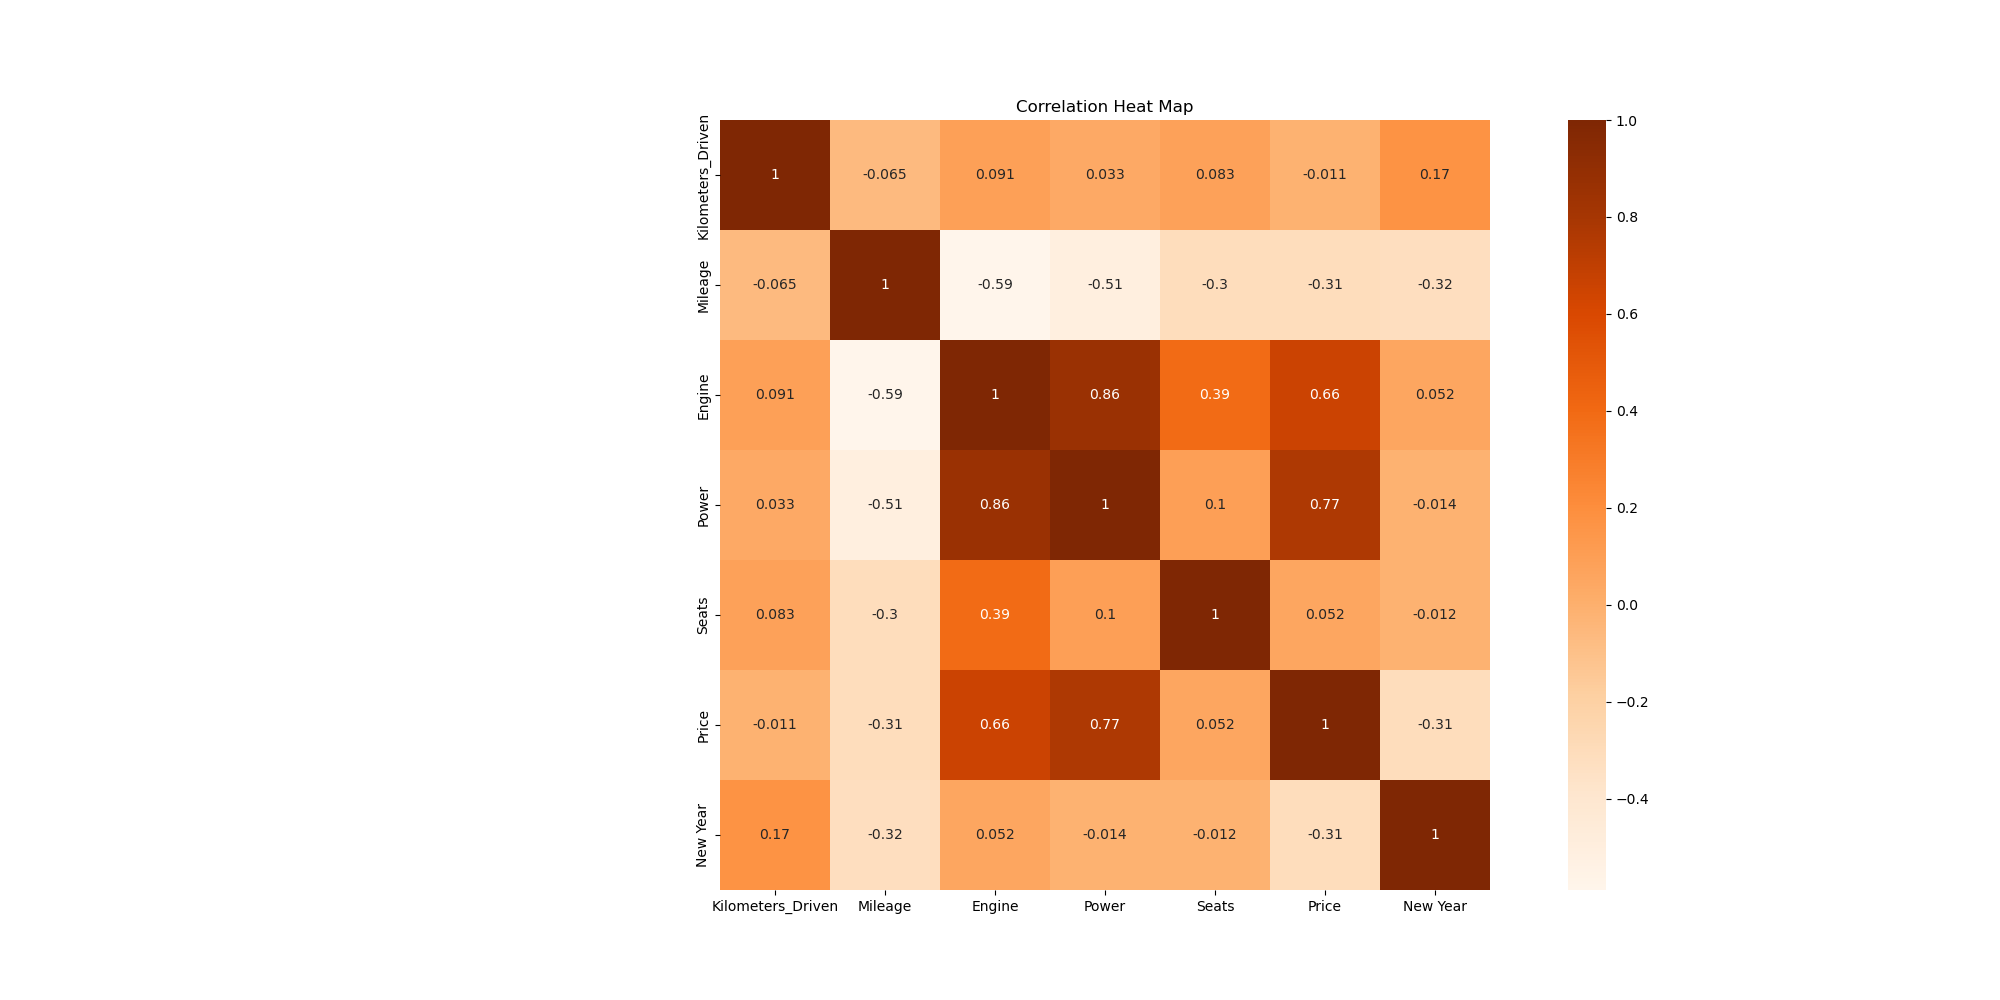 Correlation Heat Map
Kilometers_Driven 1 -0.065 0.091 0.033 0.083 -0.011 0.17
Mileage -0.065 1 -0.59 -0.51 -0.3 -0.31 -0.32
Engine 0.091 -0.59 1 0.86 0.39 0.66 0.052
Power 0.033 -0.51 0.86 1 0.1 0.77 -0.014
Seats 0.083 -0.3 0.39 0.1 1 0.052 -0.012
Price -0.011 -0.31 0.66 0.77 0.052 1 -0.31
New Year 0.17 -0.32 0.052 -0.014 -0.012 -0.31 1
Kilometers_Driven Mileage Engine Power Seats Price New Year
1.0
0.8
0.6
0.4
0.2
0.0
−0.2
−0.4